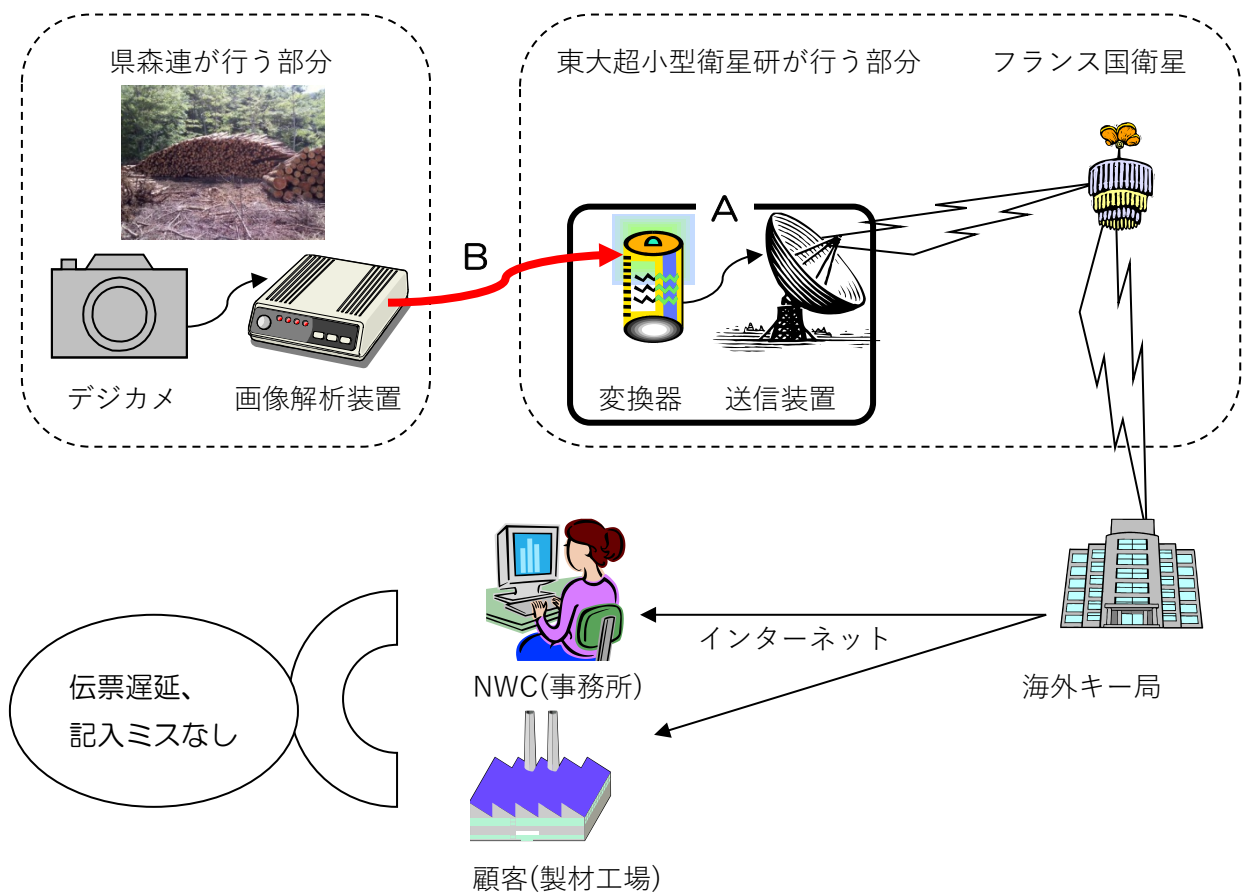 県森連が行う部分
東大超小型衛星研が行う部分
フランス国衛星
A
B
デジカメ
画像解析装置
変換器
送信装置
インターネット
NWC(事務所)
海外キー局
伝票遅延、
記入ミスなし
顧客(製材工場)